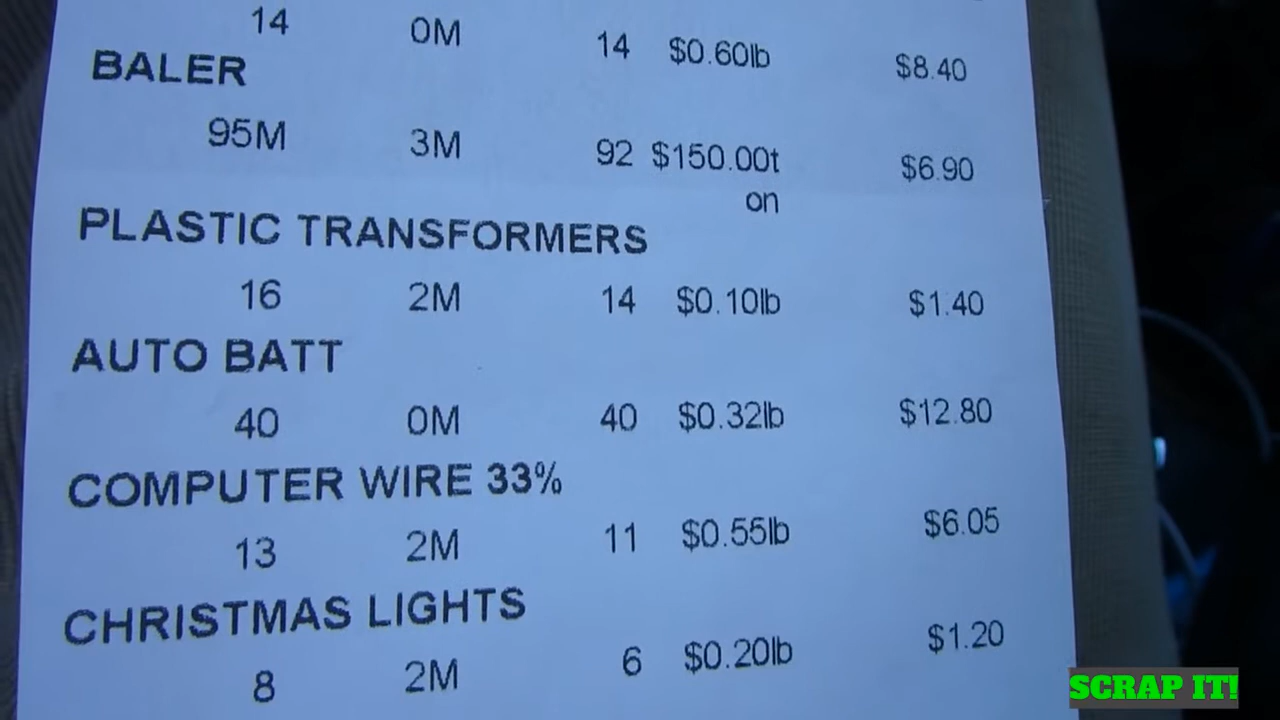 14 0M 14 $0.60lb $8.40
BALER
95M 3M 92 $150.00t $6.90
on
PLASTIC TRANSFORMERS
16 2M 14 $0.10lb $1.40
AUTO BATT
40 0M 40 $0.32lb $12.80
COMPUTER WIRE 33%
13 2M 11 $0.55lb $6.05
CHRISTMAS LIGHTS
8 2M 6 $0.20lb $1.20
SCRAP IT!